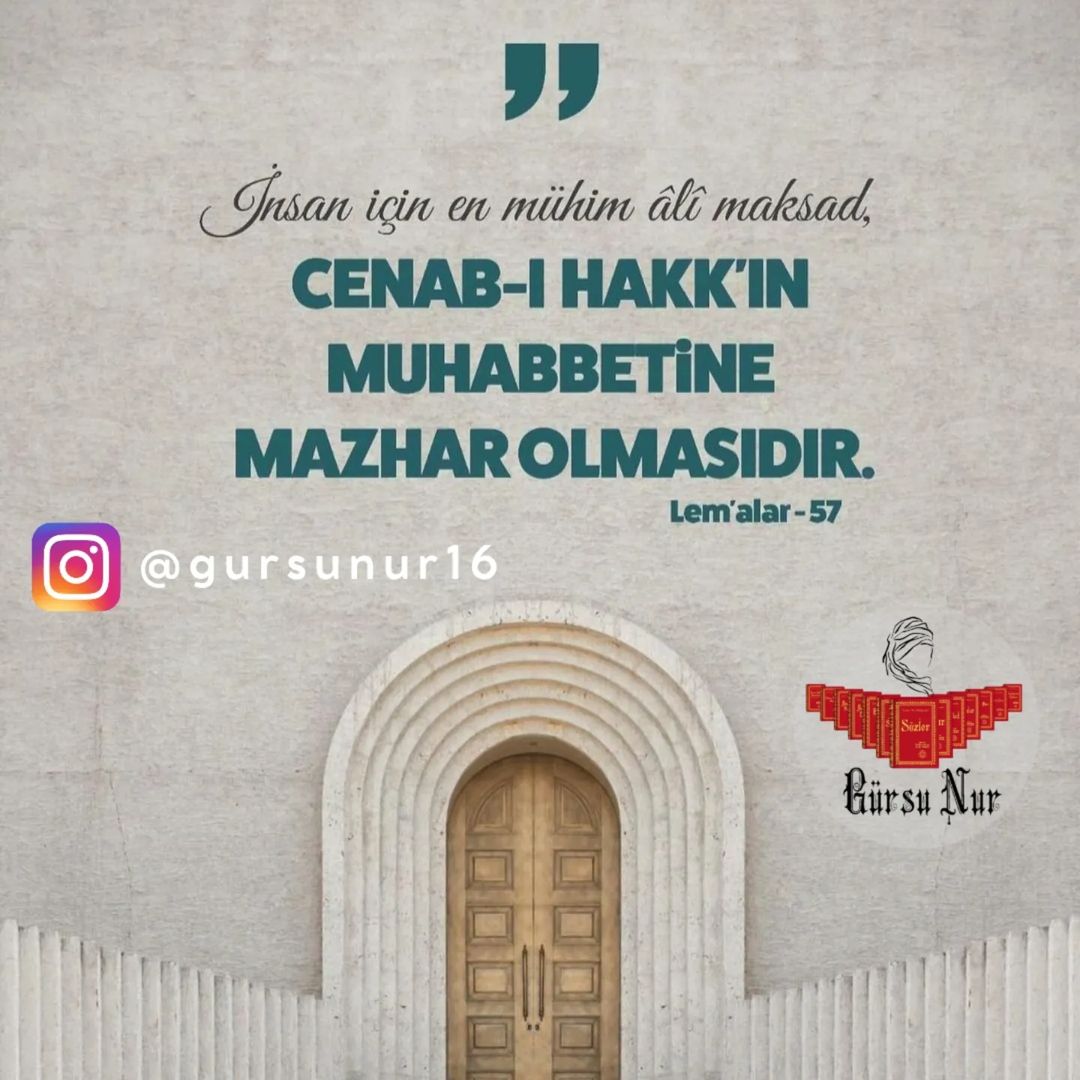 "
İnsan için en mühim âlî maksad,
CENAB-I HAKK'IN
MUHABBETİNE
MAZHAR OLMASIDIR.
Lem'alar - 57
@gursunur16
Sözler
Gürsu Nur